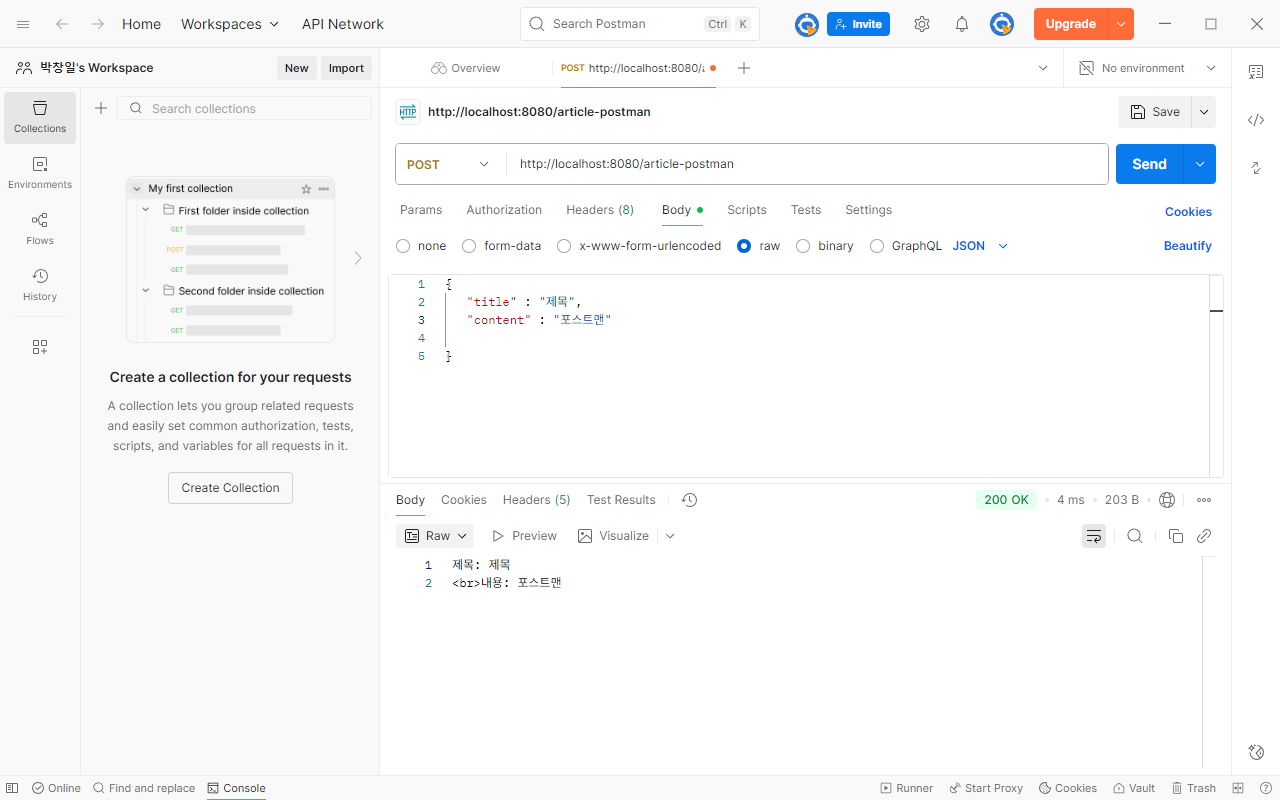 Home
Workspaces
API Network
Search Postman
Ctrl
K
Invite
Upgrade
박창일's Workspace
New
Import
Overview
POST http://localhost:8080/a
No environment
Collections
Environments
Flows
History
Search collections
My first collection
First folder inside collection
GET
POST
GET
Second folder inside collection
GET
GET
Create a collection for your requests
A collection lets you group related requests
and easily set common authorization, tests,
scripts, and variables for all requests in it.
Create Collection
HTTP
http://localhost:8080/article-postman
Save
POST
http://localhost:8080/article-postman
Send
Params
Authorization
Headers (8)
Body
Scripts
Tests
Settings
Cookies
none
form-data
x-www-form-urlencoded
raw
binary
GraphQL
JSON
Beautify
1 {
2 "title" : "제목",
3 "content" : "포스트맨"
4
5 }
Body
Cookies
Headers (5)
Test Results
200 OK
4 ms
203 B
Raw
Preview
Visualize
1 제목: 제목
2 <br>내용: 포스트맨
Online
Find and replace
Console
Runner
Start Proxy
Cookies
Vault
Trash